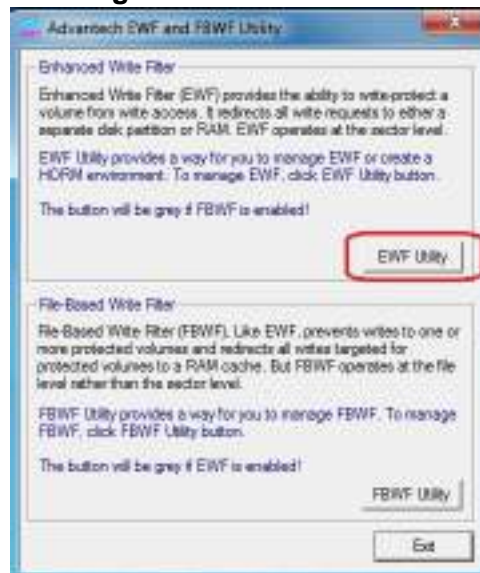 Advantech EWF and FBWF Utility
Enhanced Write Filter
Enhanced Write Filter (EWF) provides the ability to write-protect a
volume from write access. It redirects all write requests to either a
separate disk partition or RAM. EWF operates at the sector level.
EWF Utility provides a way for you to manage EWF or create a
HORM environment. To manage EWF, click EWF Utility button.
The button will be grey if FBWF is enabled!
EWF Utility
File-Based Write Filter
File-Based Write Filter (FBWF), Like EWF, prevents writes to one or
more protected volumes and redirects all writes targeted for
protected volumes to a RAM cache. But FBWF operates at the file
level rather than the sector level.
FBWF Utility provides a way for you to manage FBWF. To manage
FBWF, click FBWF Utility button.
The button will be grey if EWF is enabled!
FBWF Utility
Exit